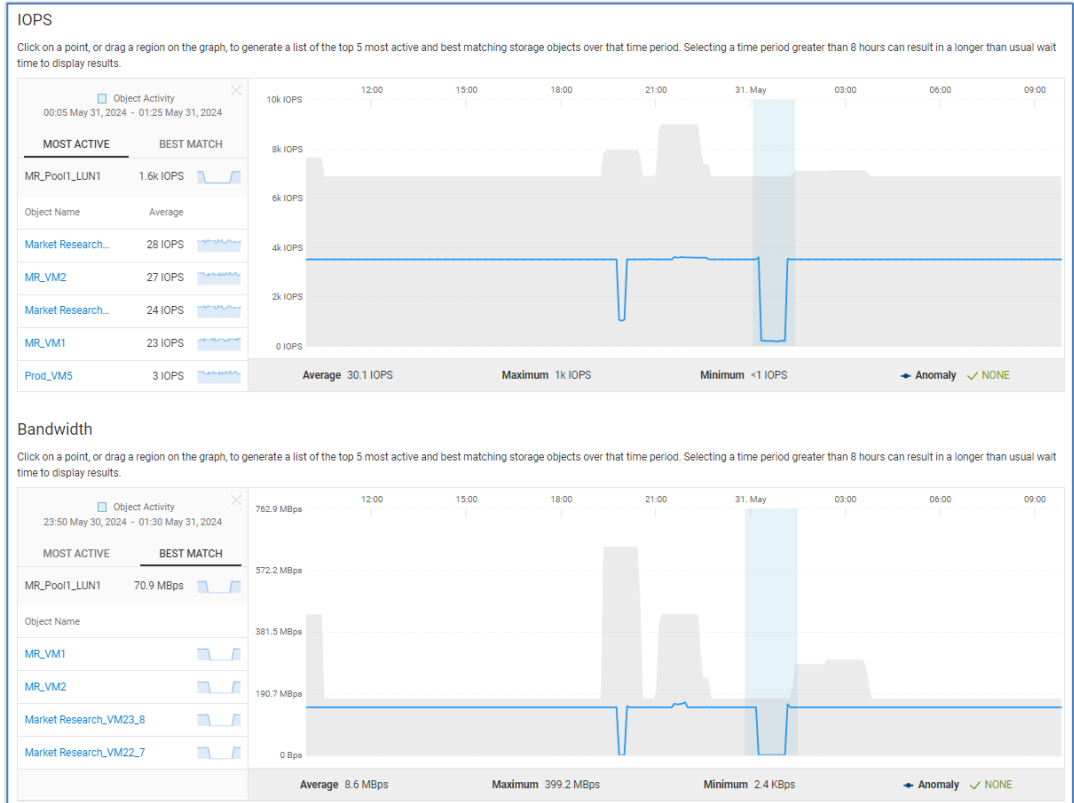 IOPS
Click on a point, or drag a region on the graph, to generate a list of the top 5 most active and best matching storage objects over that time period. Selecting a time period greater than 8 hours can result in a longer than usual wait
time to display results.
Object Activity
00:05 May 31, 2024 - 01:25 May 31, 2024
MOST ACTIVE BEST MATCH
MR_Pool1_LUN1 1.6k IOPS
Object Name Average
Market Research... 28 IOPS
MR_VM2 27 IOPS
Market Research... 24 IOPS
MR_VM1 23 IOPS
Prod_VM5 3 IOPS
12:00 15:00 18:00 21:00 31. May 03:00 06:00 09:00
10k IOPS
8k IOPS
6k IOPS
4k IOPS
2k IOPS
0 IOPS
Average 30.1 IOPS Maximum 1k IOPS Minimum <1 IOPS Anomaly NONE
Bandwidth
Click on a point, or drag a region on the graph, to generate a list of the top 5 most active and best matching storage objects over that time period. Selecting a time period greater than 8 hours can result in a longer than usual wait
time to display results.
Object Activity
23:50 May 30, 2024 - 01:30 May 31, 2024
MOST ACTIVE BEST MATCH
MR_Pool1_LUN1 70.9 MBps
Object Name
MR_VM1
MR_VM2
Market Research_VM23_8
Market Research_VM22_7
12:00 15:00 18:00 21:00 31. May 03:00 06:00 09:00
762.9 MBps
572.2 MBps
381.5 MBps
190.7 MBps
0 Bps
Average 8.6 MBps Maximum 399.2 MBps Minimum 2.4 KBps Anomaly NONE